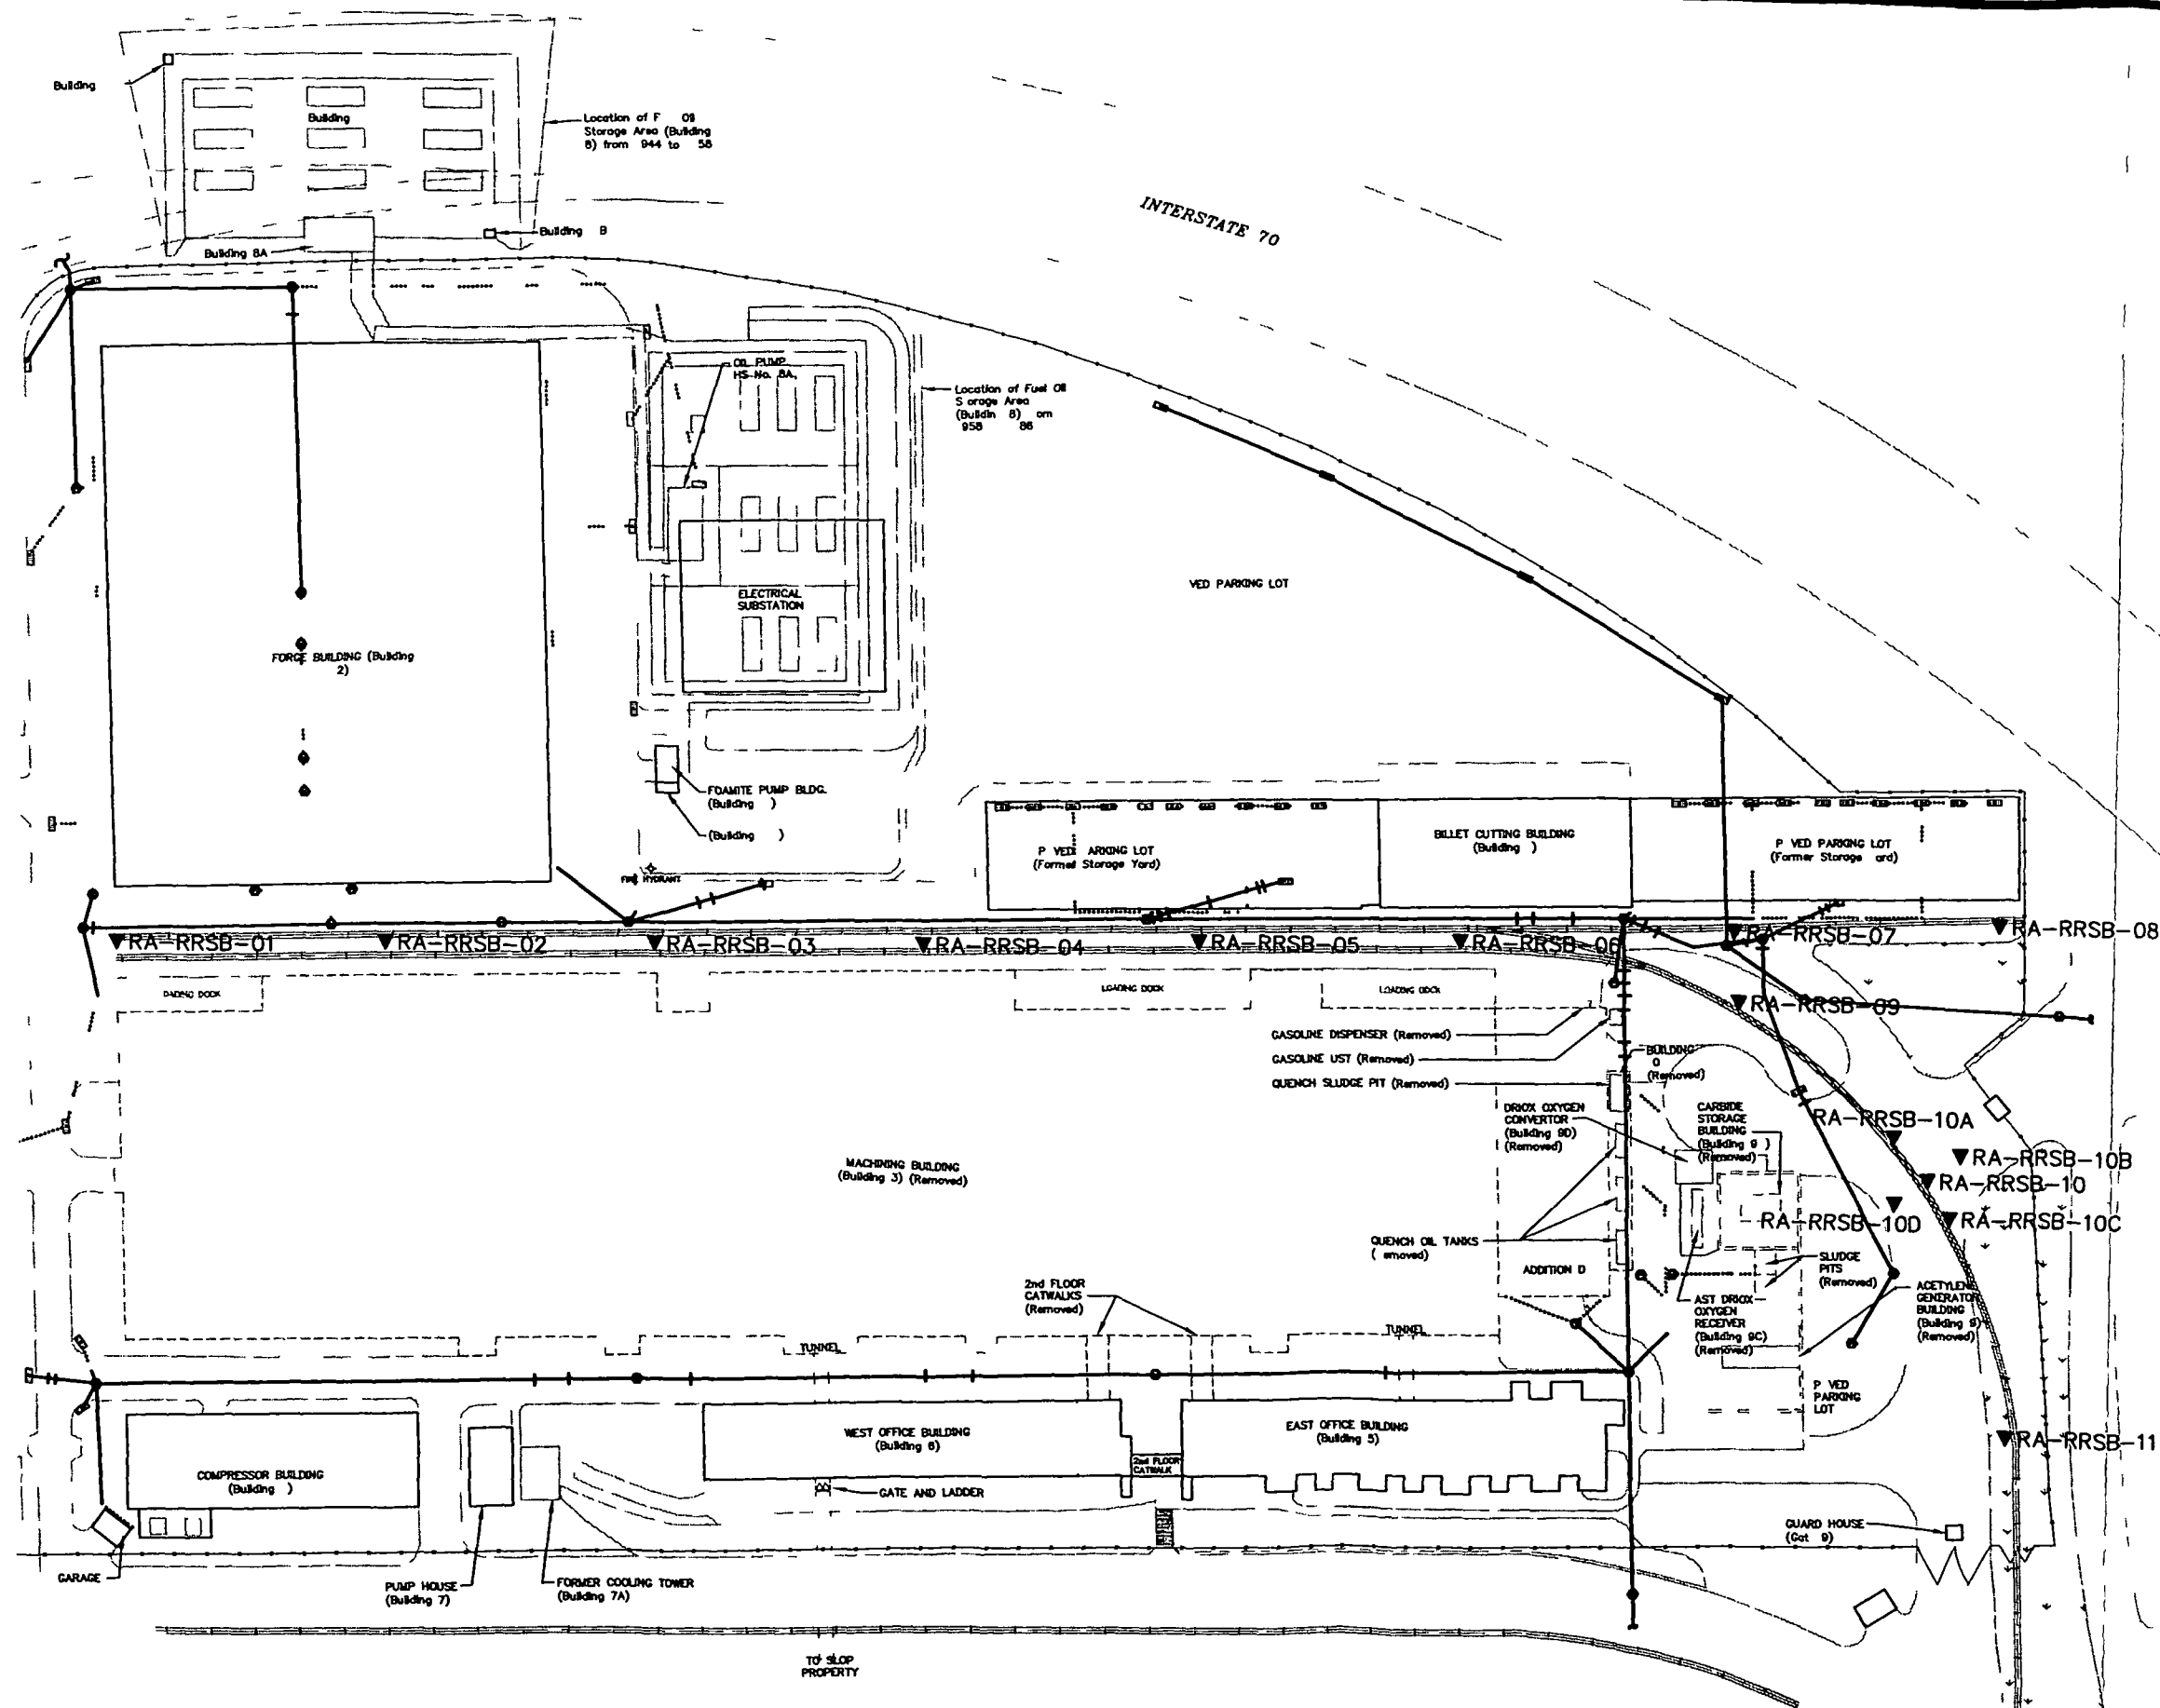 Building
Building
Location of F Oil
Storage Area (Building
8) from 944 to 58
Building B
Building 8A
INTERSTATE 70
OIL PUMP
HS-No. 8A
Location of Fuel Oil
S orage Area
(Buildin 8) om
958 86
ELECTRICAL
SUBSTATION
VED PARKING LOT
FORGE BUILDING (Building
2)
FOAMITE PUMP BLDG.
(Building )
(Building )
FIRE HYDRANT
P VED ARKING LOT
(Former Storage Yard)
BILLET CUTTING BUILDING
(Building )
P VED PARKING LOT
(Former Storage ard)
RA-RRSB-01
RA-RRSB-02
RA-RRSB-03
RA-RRSB-04
RA-RRSB-05
RA-RRSB-06
RA-RRSB-07
RA-RRSB-08
OADING DOCK
LOADING DOCK
LOADING DOCK
RA-RRSB-09
GASOLINE DISPENSER (Removed)
GASOLINE UST (Removed)
QUENCH SLUDGE PIT (Removed)
BUILDING
0
(Removed)
DRIOX OXYGEN
CONVERTOR
(Building 9D)
(Removed)
CARBIDE
STORAGE
BUILDING
(Building 9 )
(Removed)
RA-RRSB-10A
RA-RRSB-10B
RA-RRSB-10
RA-RRSB-10D
RA-RRSB-10C
MACHINING BUILDING
(Building 3) (Removed)
QUENCH OIL TANKS
( emoved)
ADDITION D
SLUDGE
PITS
(Removed)
2nd FLOOR
CATWALKS
(Removed)
AST DRIOX
OXYGEN
RECEIVER
(Building 9C)
(Removed)
ACETYLEN
GENERATOR
BUILDING
(Building 9)
(Removed)
TUNNEL
TUNNEL
P VED
PARKING
LOT
WEST OFFICE BUILDING
(Building 6)
EAST OFFICE BUILDING
(Building 5)
2nd FLOOR
CATWALK
RA-RRSB-11
COMPRESSOR BUILDING
(Building )
GATE AND LADDER
GUARD HOUSE
(Gat 9)
GARAGE
PUMP HOUSE
(Building 7)
FORMER COOLING TOWER
(Building 7A)
TO SLOP
PROPERTY